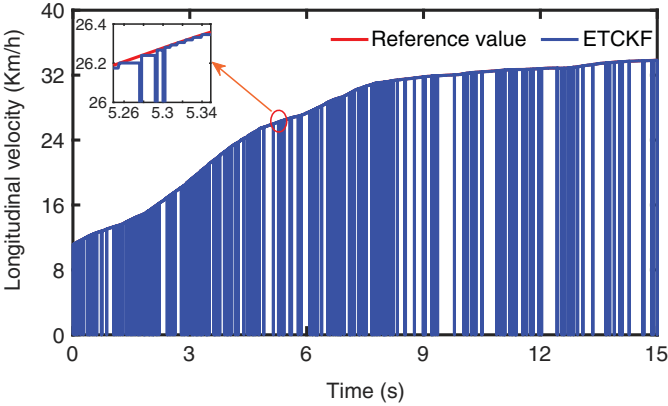 40
32
24
16
8
0
Longitudinal velocity (Km/h)
26.4
26.2
26
5.26 5.3 5.34
Reference value ETCKF
0 3 6 9 12 15
Time (s)